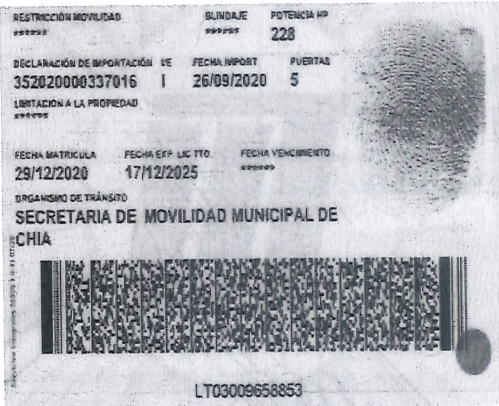 RESTRICCIÓN MOVILIDAD BLINDAJE POTENCIA HP
****** ****** 228
DECLARACIÓN DE IMPORTACIÓN I/E FECHA IMPORT PUERTAS
352020000337016 I 26/09/2020 5
LIMITACIÓN A LA PROPIEDAD
******
FECHA MATRICULA FECHA EXP. LIC TTO. FECHA VENCIMIENTO
29/12/2020 17/12/2025 ******
ORGANISMO DE TRÁNSITO
SECRETARIA DE MOVILIDAD MUNICIPAL DE
CHIA
LT03009658853